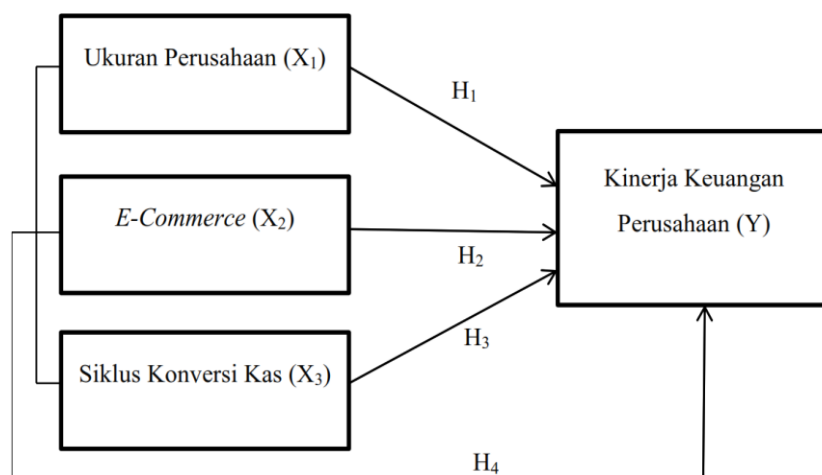 Ukuran Perusahaan (X₁)
H₁
Kinerja Keuangan
Perusahaan (Y)
E-Commerce (X₂)
H₂
H₃
Siklus Konversi Kas (X₃)
H₄